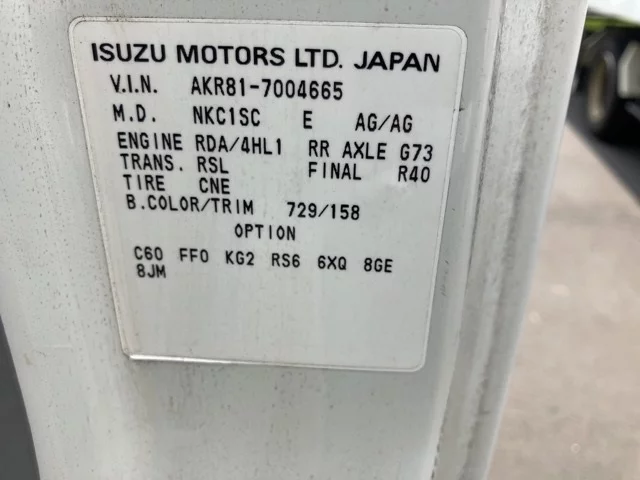 ISUZU MOTORS LTD. JAPAN
V.I.N. AKR81-7004665
M.D. NKC1SC E AG/AG
ENGINE RDA/4HL1 RR AXLE G73
TRANS. RSL FINAL R40
TIRE CNE
B.COLOR/TRIM 729/158
OPTION
C60 FF0 KG2 RS6 6XQ 8GE
8JM